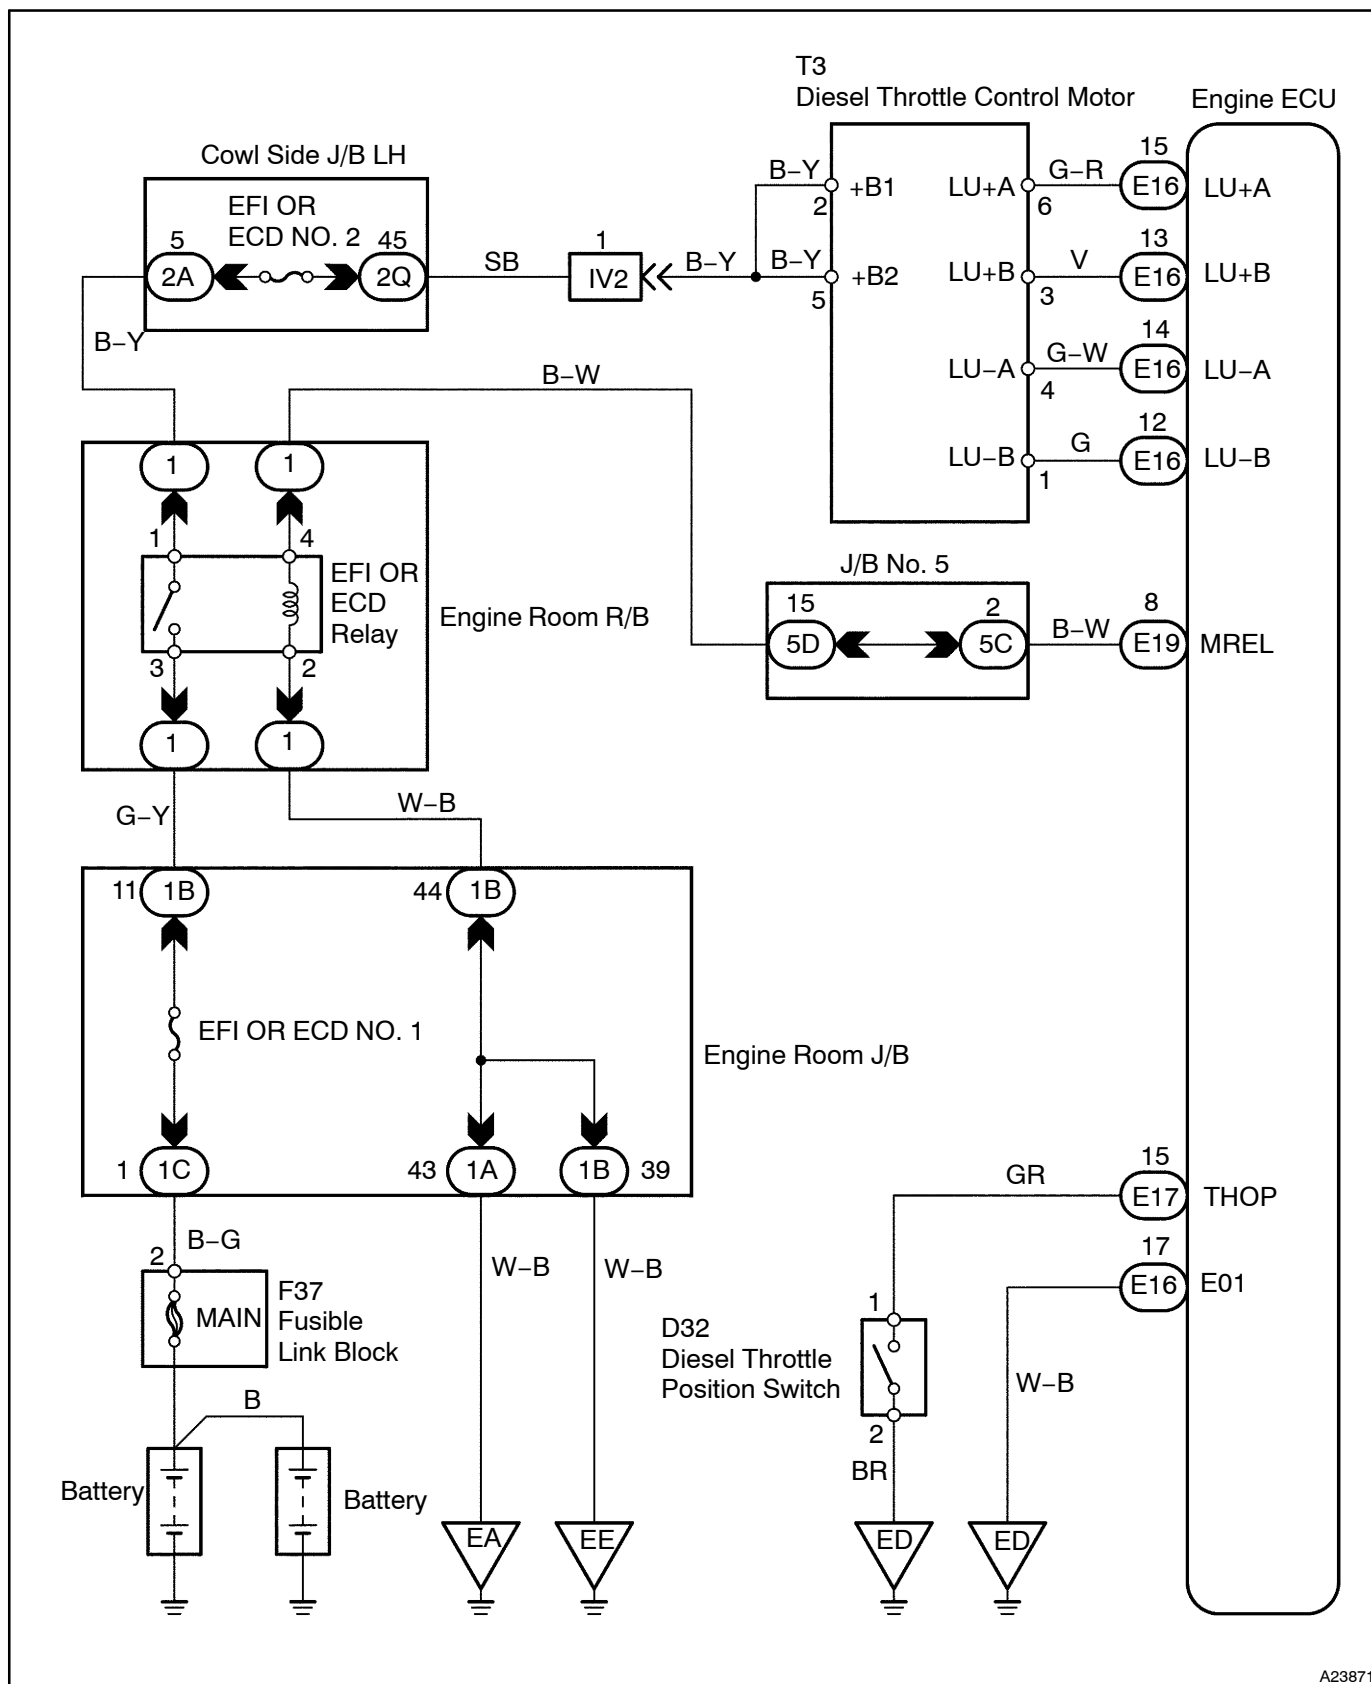 T3
Diesel Throttle Control Motor
Engine ECU
Cowl Side J/B LH
EFI OR
ECD NO. 2
5
2A
45
2Q
SB
1
IV2
B–Y
B–Y
2
+B1
B–Y
5
+B2
LU+A
6
G–R
15
E16
LU+A
LU+B
3
V
13
E16
LU+B
LU–A
4
G–W
14
E16
LU–A
LU–B
1
G
12
E16
LU–B
B–Y
B–W
1
1
1
4
EFI OR
ECD
Relay
3
2
1
1
Engine Room R/B
J/B No. 5
15
5D
2
5C
B–W
8
E19
MREL
G–Y
W–B
11
1B
44
1B
EFI OR ECD NO. 1
Engine Room J/B
1
1C
43
1A
1B
39
B–G
2
MAIN
F37
Fusible
Link Block
W–B
W–B
B
Battery
Battery
EA
EE
GR
15
E17
THOP
17
E16
E01
1
D32
Diesel Throttle
Position Switch
2
BR
W–B
ED
ED
A23871